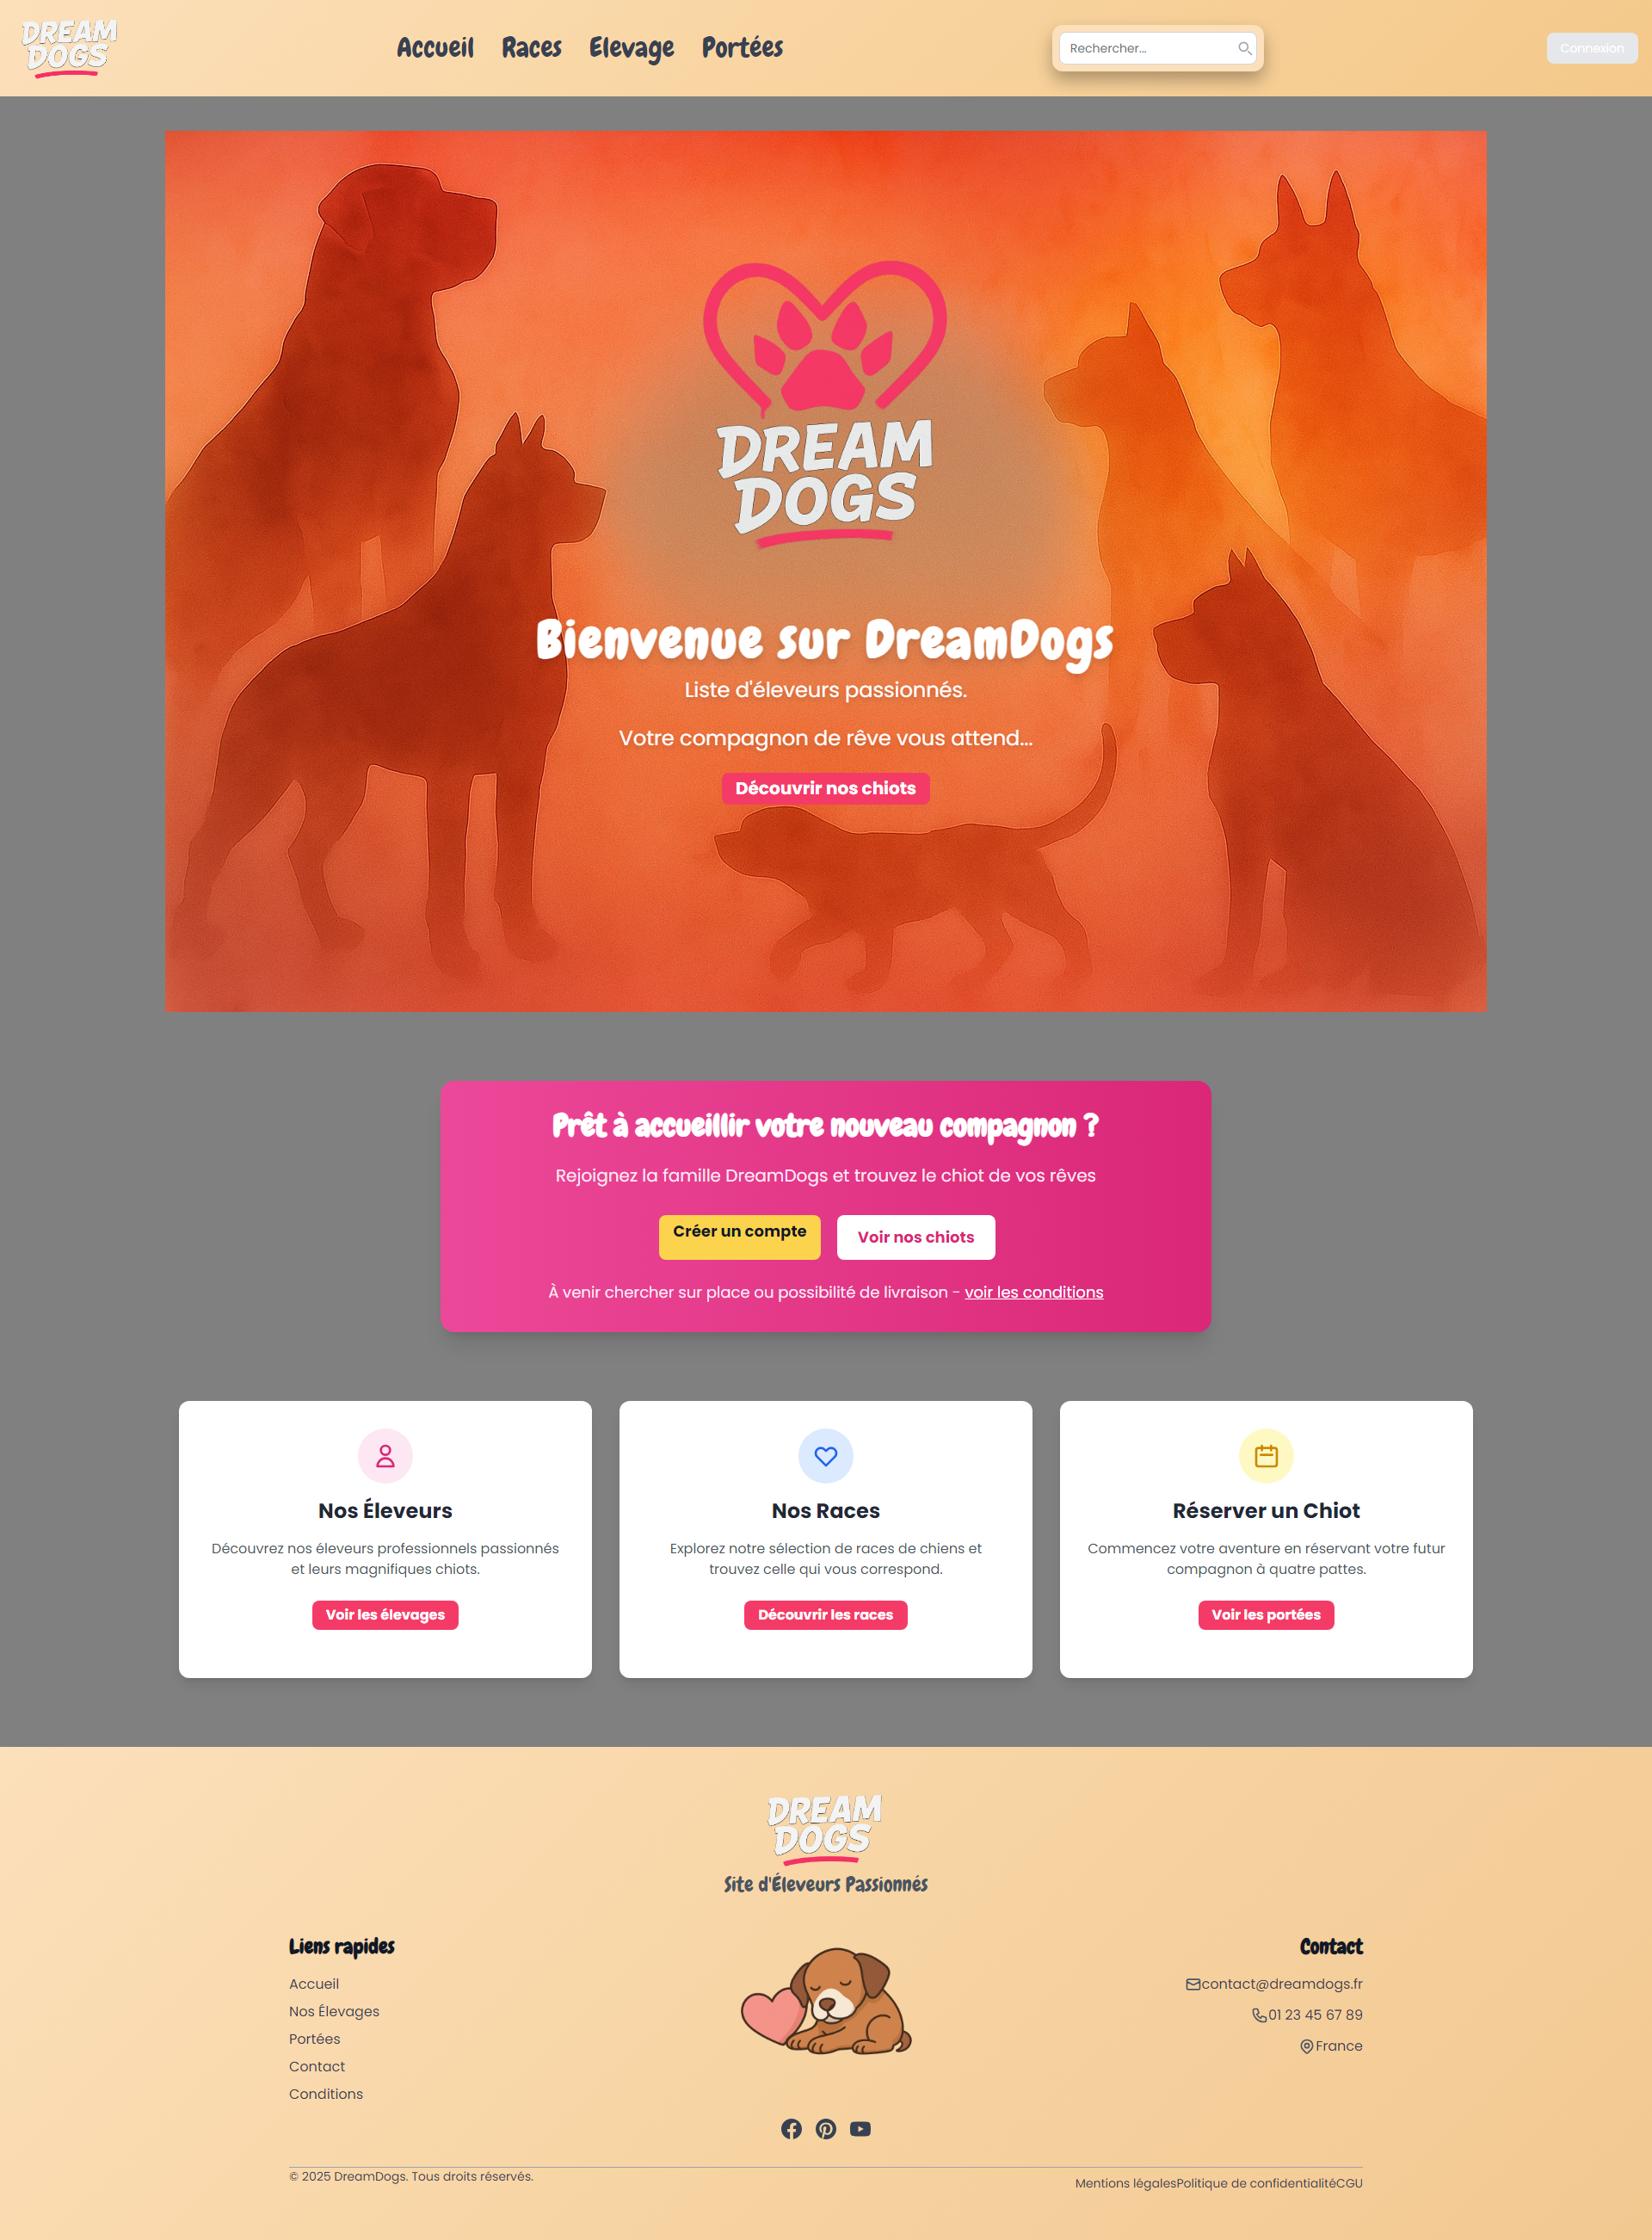 DREAM
DOGS
Accueil Races Elevage Portées
Rechercher...
Connexion
DREAM
DOGS
Bienvenue sur DreamDogs
Liste d'éleveurs passionnés.
Votre compagnon de rêve vous attend...
Découvrir nos chiots
Prêt à accueillir votre nouveau compagnon ?
Rejoignez la famille DreamDogs et trouvez le chiot de vos rêves
Créer un compte
Voir nos chiots
À venir chercher sur place ou possibilité de livraison - voir les conditions
Nos Éleveurs
Découvrez nos éleveurs professionnels passionnés
et leurs magnifiques chiots.
Voir les élevages
Nos Races
Explorez notre sélection de races de chiens et
trouvez celle qui vous correspond.
Découvrir les races
Réserver un Chiot
Commencez votre aventure en réservant votre futur
compagnon à quatre pattes.
Voir les portées
DREAM
DOGS
Site d'Éleveurs Passionnés
Liens rapides
Accueil
Nos Élevages
Portées
Contact
Conditions
Contact
contact@dreamdogs.fr
01 23 45 67 89
France
© 2025 DreamDogs. Tous droits réservés.
Mentions légalesPolitique de confidentialitéCGU